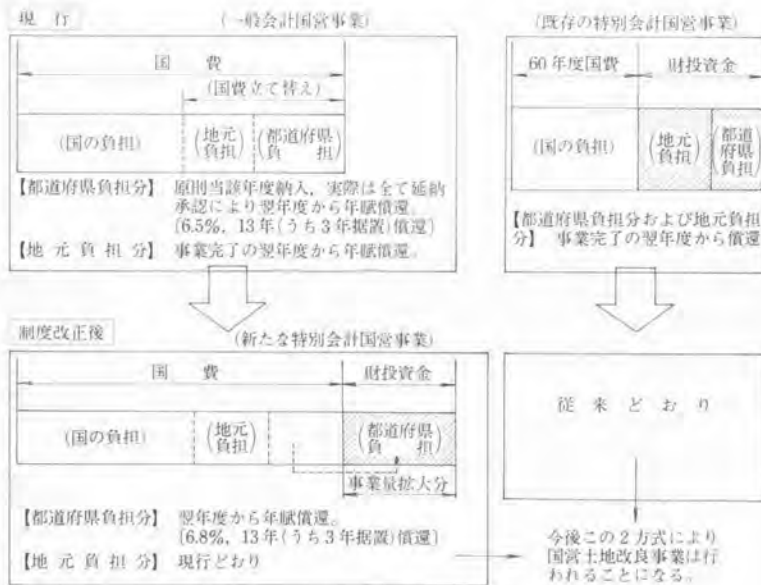 現行
(一般会計国営事業)
国費
(国費立て替え)
(国の負担)
(地元負担)
(都道府県負担)
【都道府県負担分】 原則当該年度納入，実際は全て延納
承認により翌年度から年賦償還。
〔6.5%，13年(うち3年据置)償還〕
【地元負担分】 事業完了の翌年度から年賦償還。
(既存の特別会計国営事業)
60年度国費
財投資金
(国の負担)
(地元負担)
(都道府県負担)
【都道府県負担分および地元負担
分】 事業完了の翌年度から償還
制度改正後
(新たな特別会計国営事業)
国費
財投資金
(国の負担)
(地元負担)
(都道府県負担)
事業量拡大分
【都道府県負担分】 翌年度から年賦償還。
〔6.8%，13年(うち3年据置)償還〕
【地元負担分】 現行どおり
従来どおり
今後この2方式により
国営土地改良事業は行
われることになる。